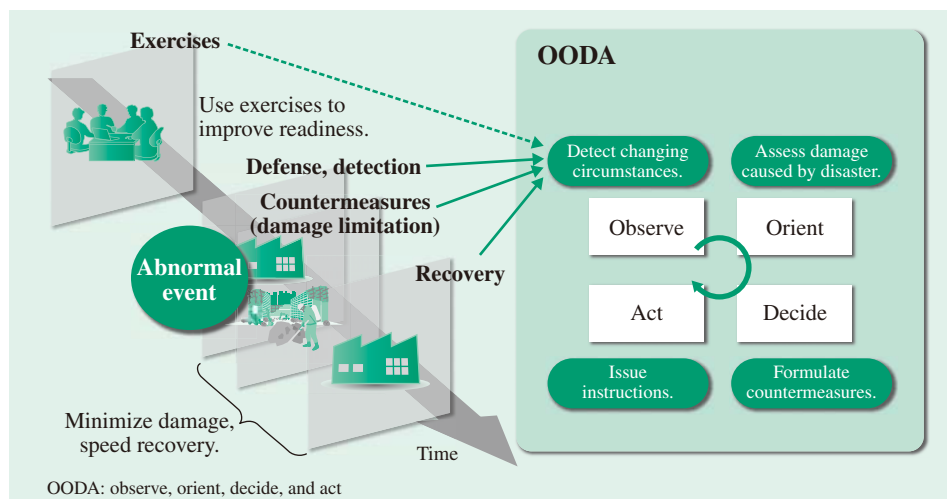 Exercises
Use exercises to
improve readiness.
Defense, detection
Countermeasures
(damage limitation)
Recovery
Abnormal
event
Minimize damage,
speed recovery.
Time
OODA
Detect changing
circumstances.
Assess damage
caused by disaster.
Observe
Orient
Act
Decide
Issue
instructions.
Formulate
countermeasures.
OODA: observe, orient, decide, and act